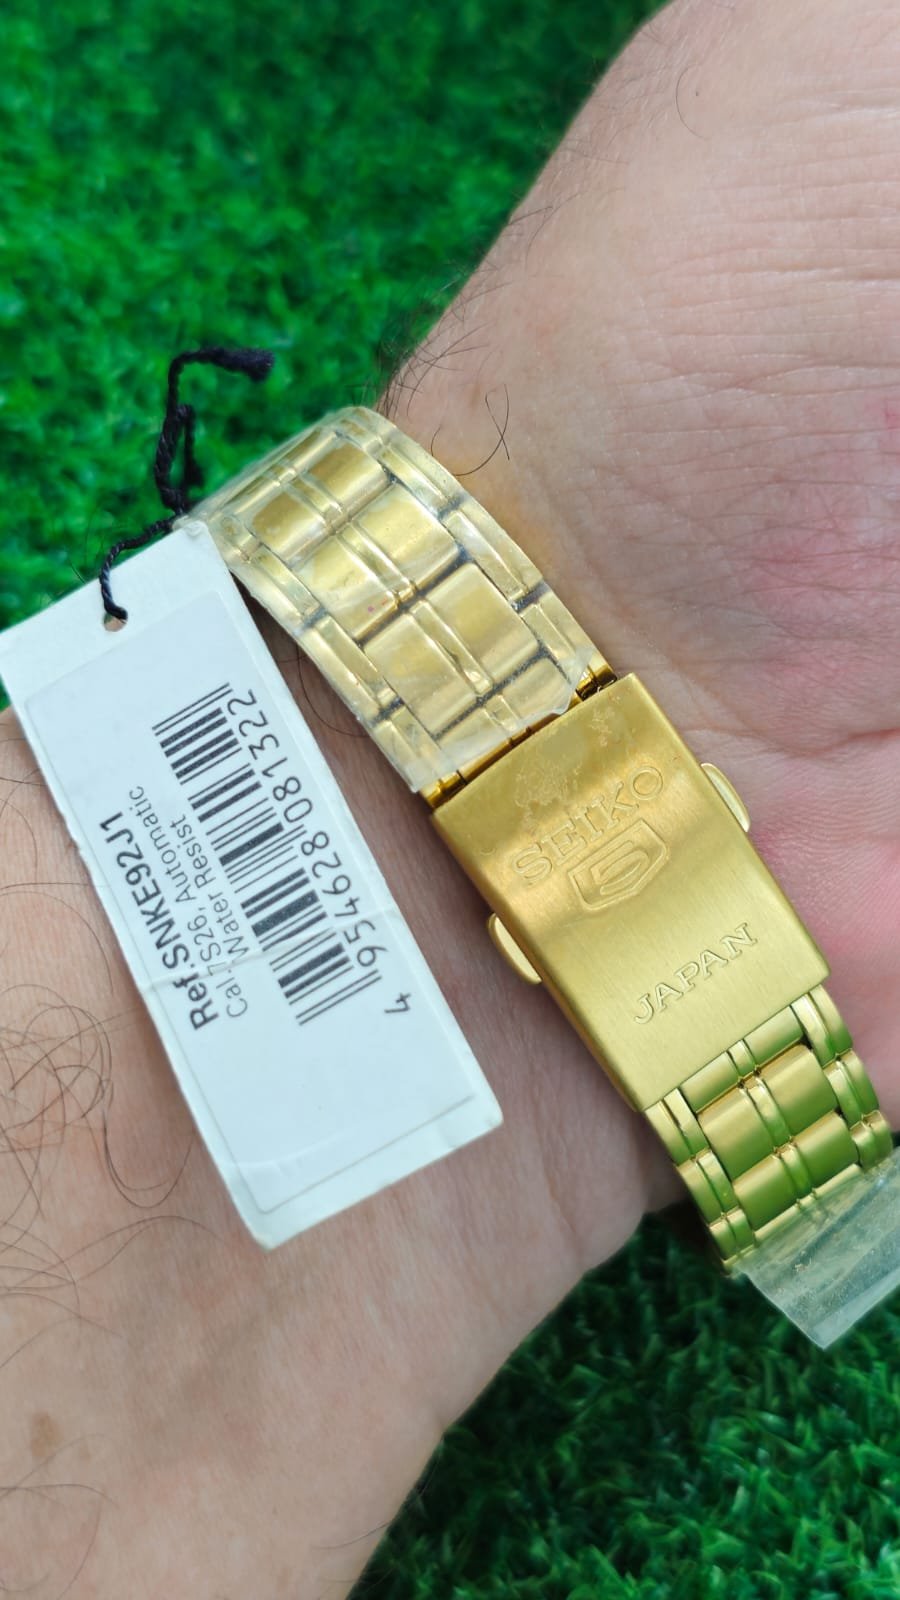 Ref.SNKE92J1
Cal.7S26, Automatic
Water Resist
4 954628 081322
SEIKO
5
JAPAN